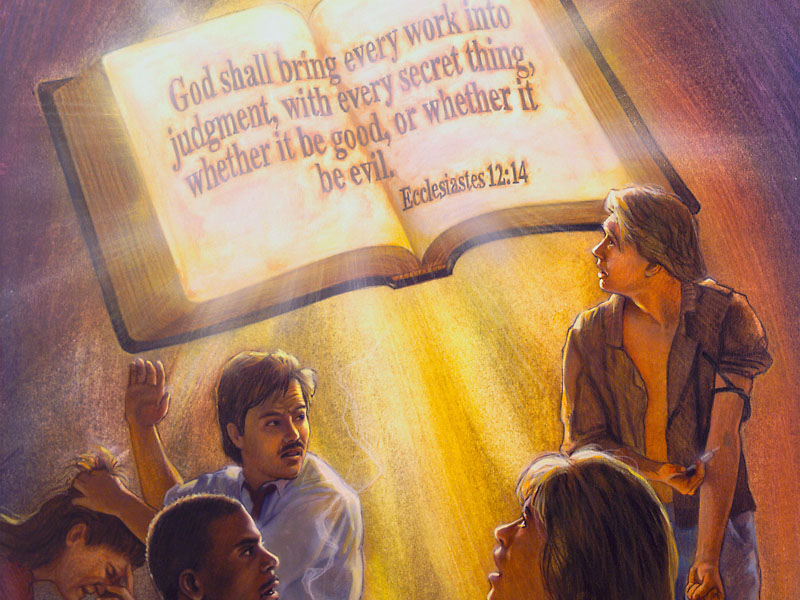 God shall bring every work into
judgment, with every secret thing,
whether it be good, or whether it
be evil.
Ecclesiastes 12:14